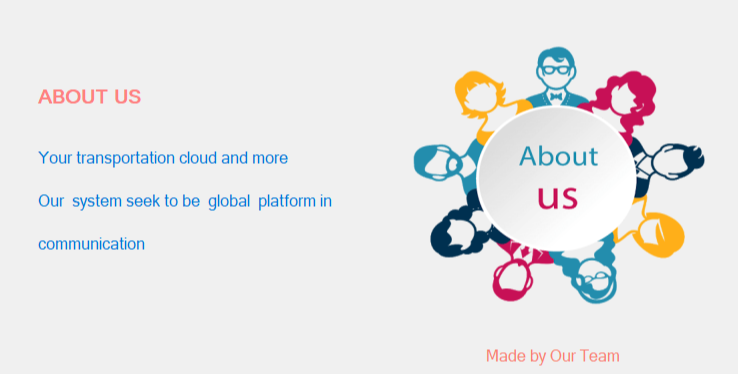 ABOUT US
Your transportation cloud and more
Our system seek to be global platform in
communication
About
us
Made by Our Team